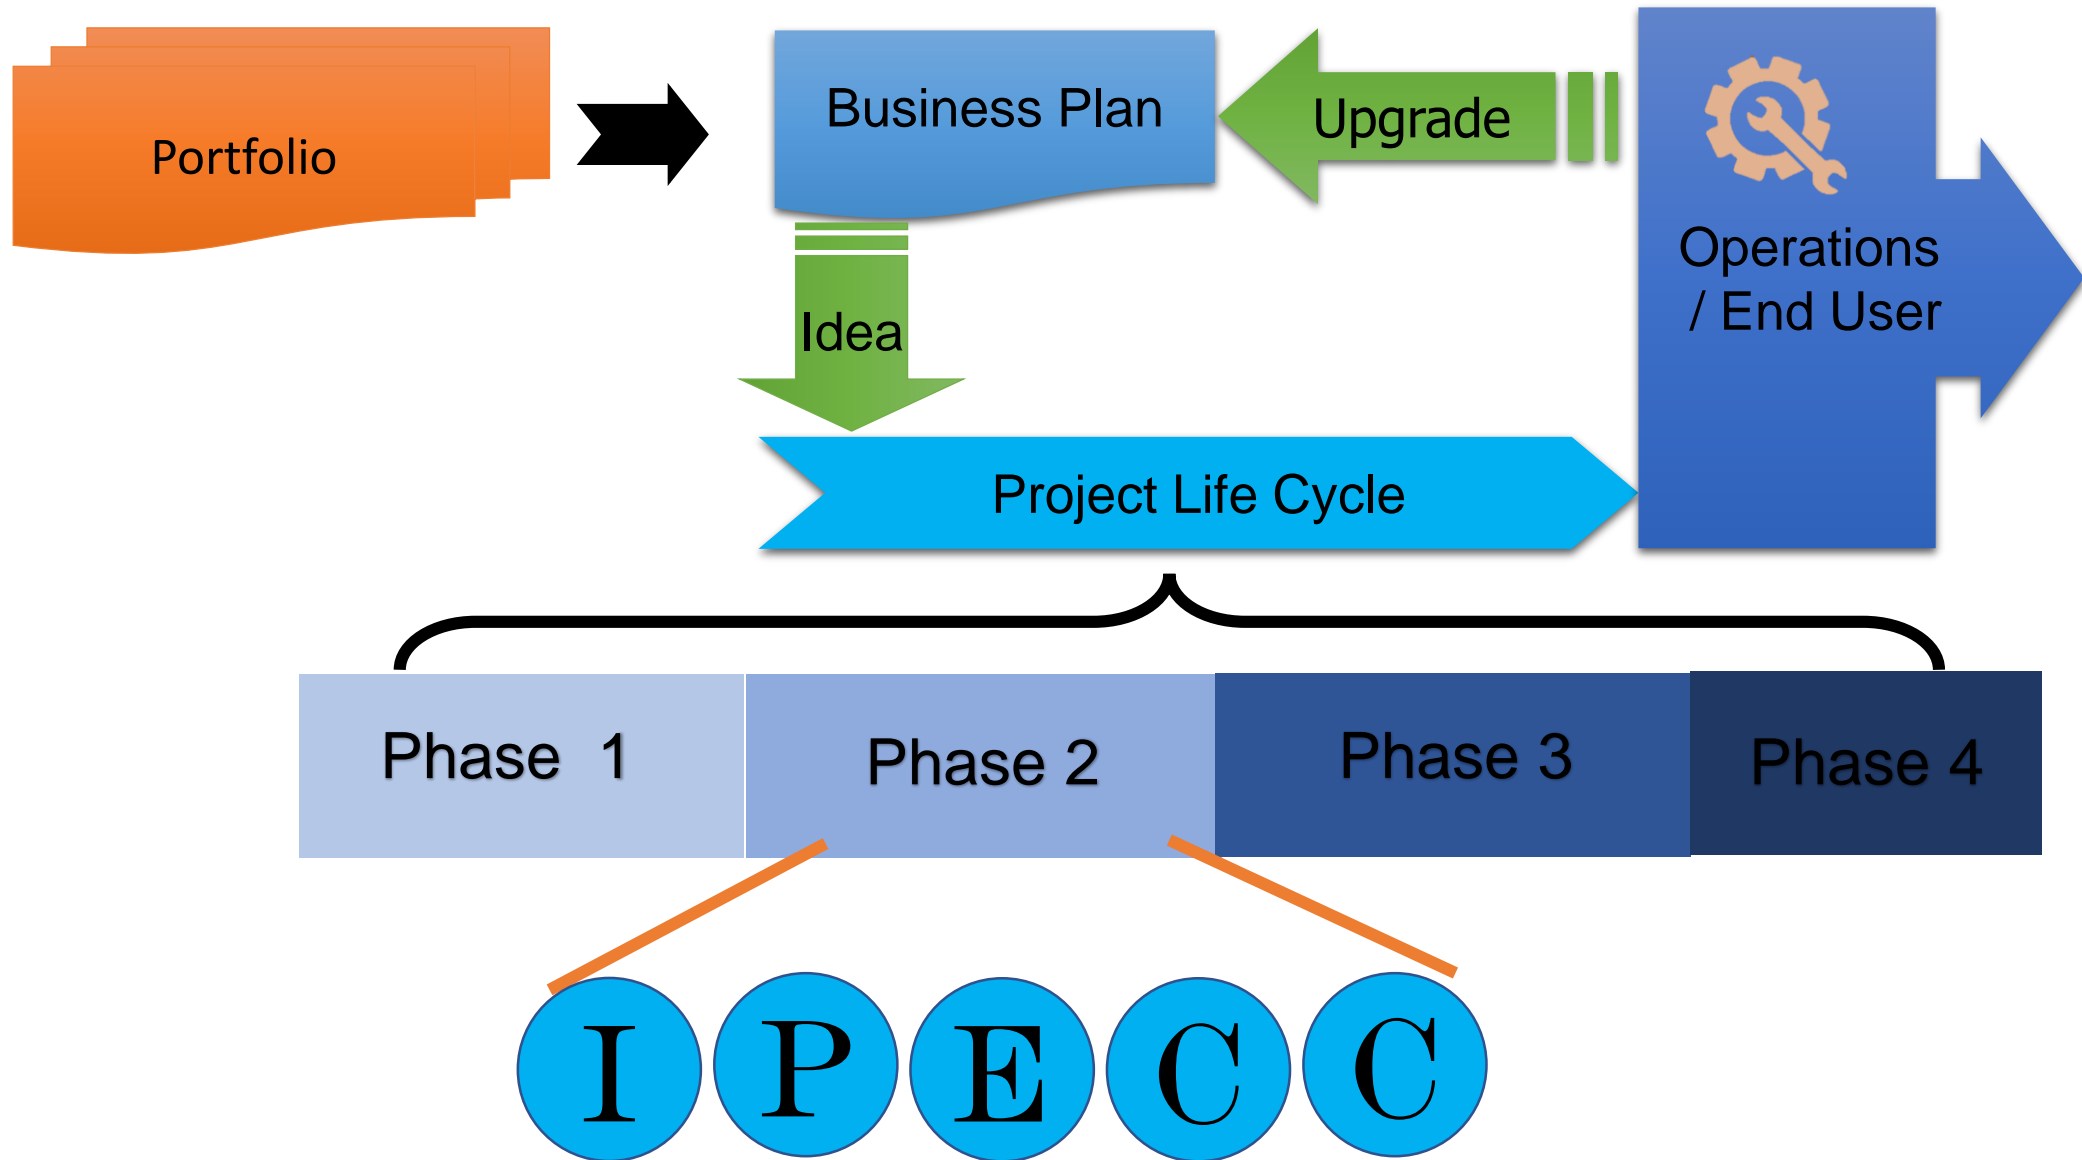 Portfolio
Business Plan
Upgrade
Operations
/ End User
Idea
Project Life Cycle
Phase  1
Phase 2
Phase 3
Phase 4
I P E C C